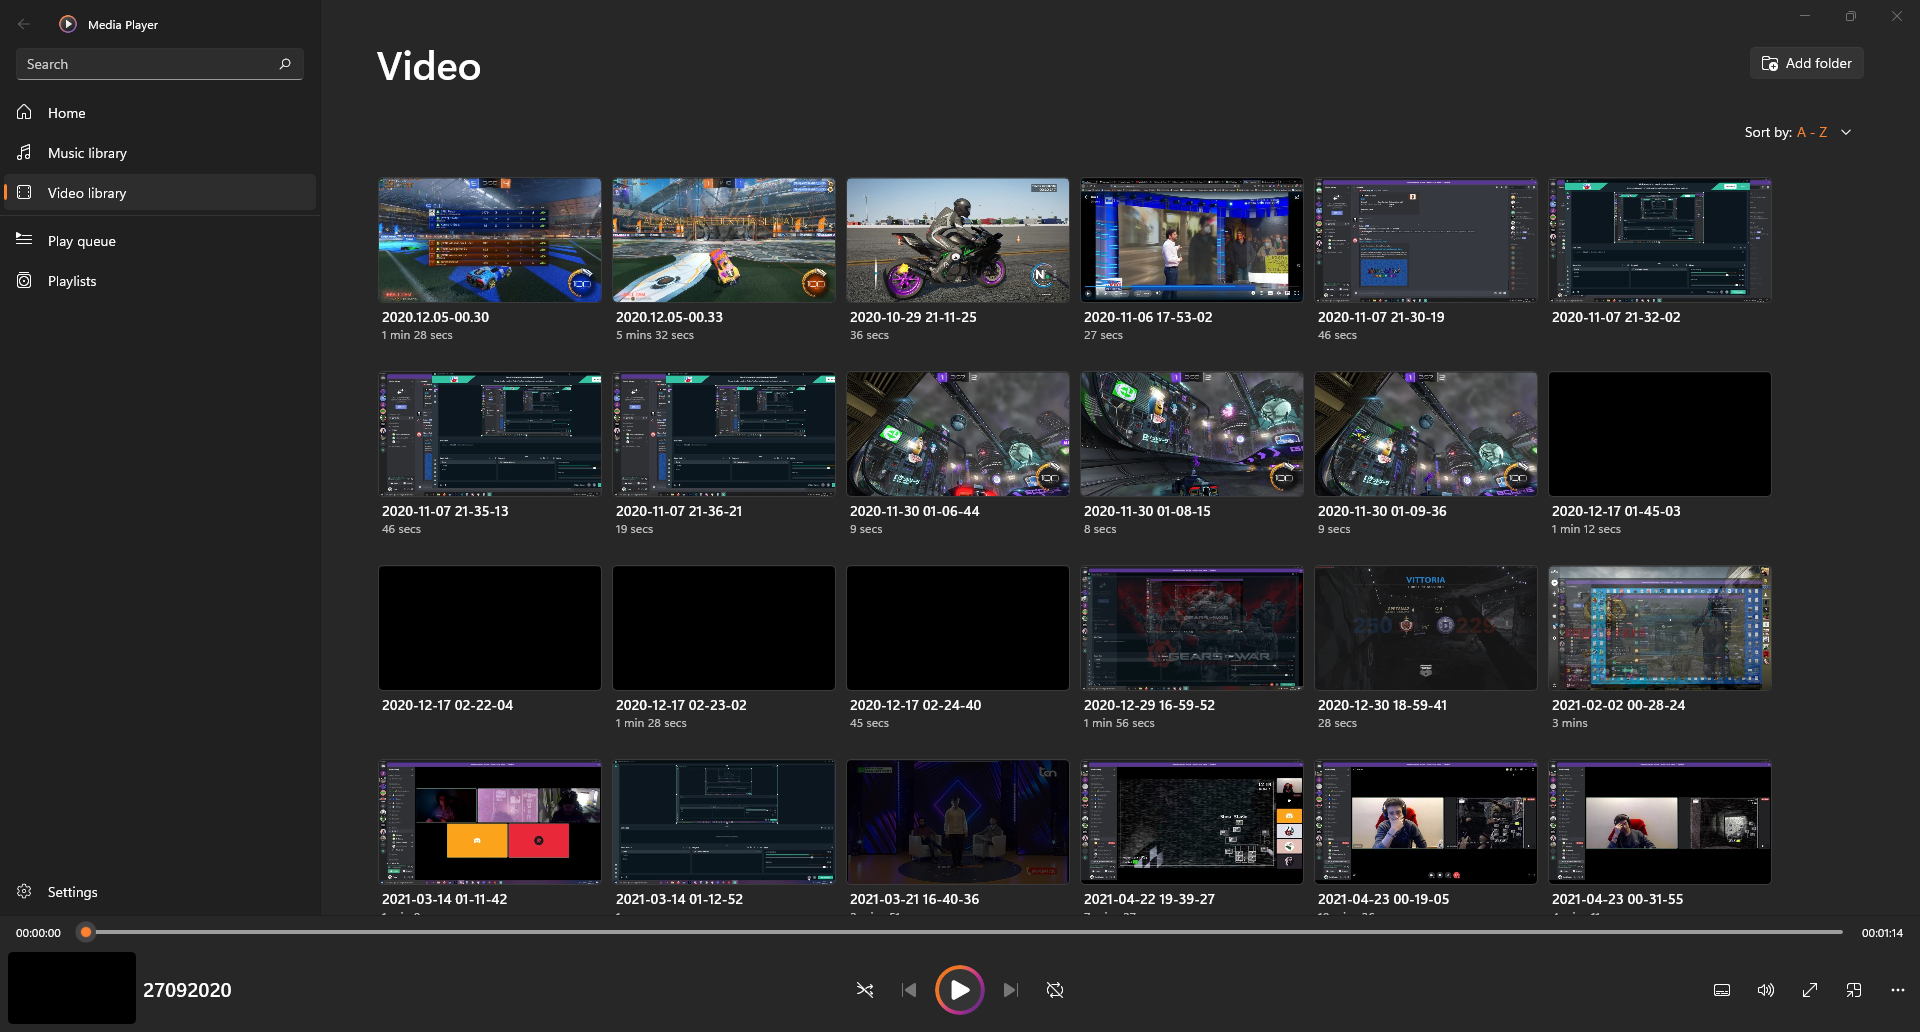 Media Player
Search
Home
Music library
Video library
Play queue
Playlists
Settings
Video
Add folder
Sort by: A - Z
2020.12.05-00.30
1 min 28 secs
2020.12.05-00.33
5 mins 32 secs
2020-10-29 21-11-25
36 secs
2020-11-06 17-53-02
27 secs
2020-11-07 21-30-19
46 secs
2020-11-07 21-32-02
2020-11-07 21-35-13
46 secs
2020-11-07 21-36-21
19 secs
2020-11-30 01-06-44
9 secs
2020-11-30 01-08-15
8 secs
2020-11-30 01-09-36
9 secs
2020-12-17 01-45-03
1 min 12 secs
2020-12-17 02-22-04
2020-12-17 02-23-02
1 min 28 secs
2020-12-17 02-24-40
45 secs
GEARS OF WAR
2020-12-29 16-59-52
1 min 56 secs
VITTORIA
2020-12-30 18-59-41
28 secs
2021-02-02 00-28-24
3 mins
2021-03-14 01-11-42
2021-03-14 01-12-52
2021-03-21 16-40-36
2021-04-22 19-39-27
2021-04-23 00-19-05
2021-04-23 00-31-55
00:00:00
00:01:14
27092020